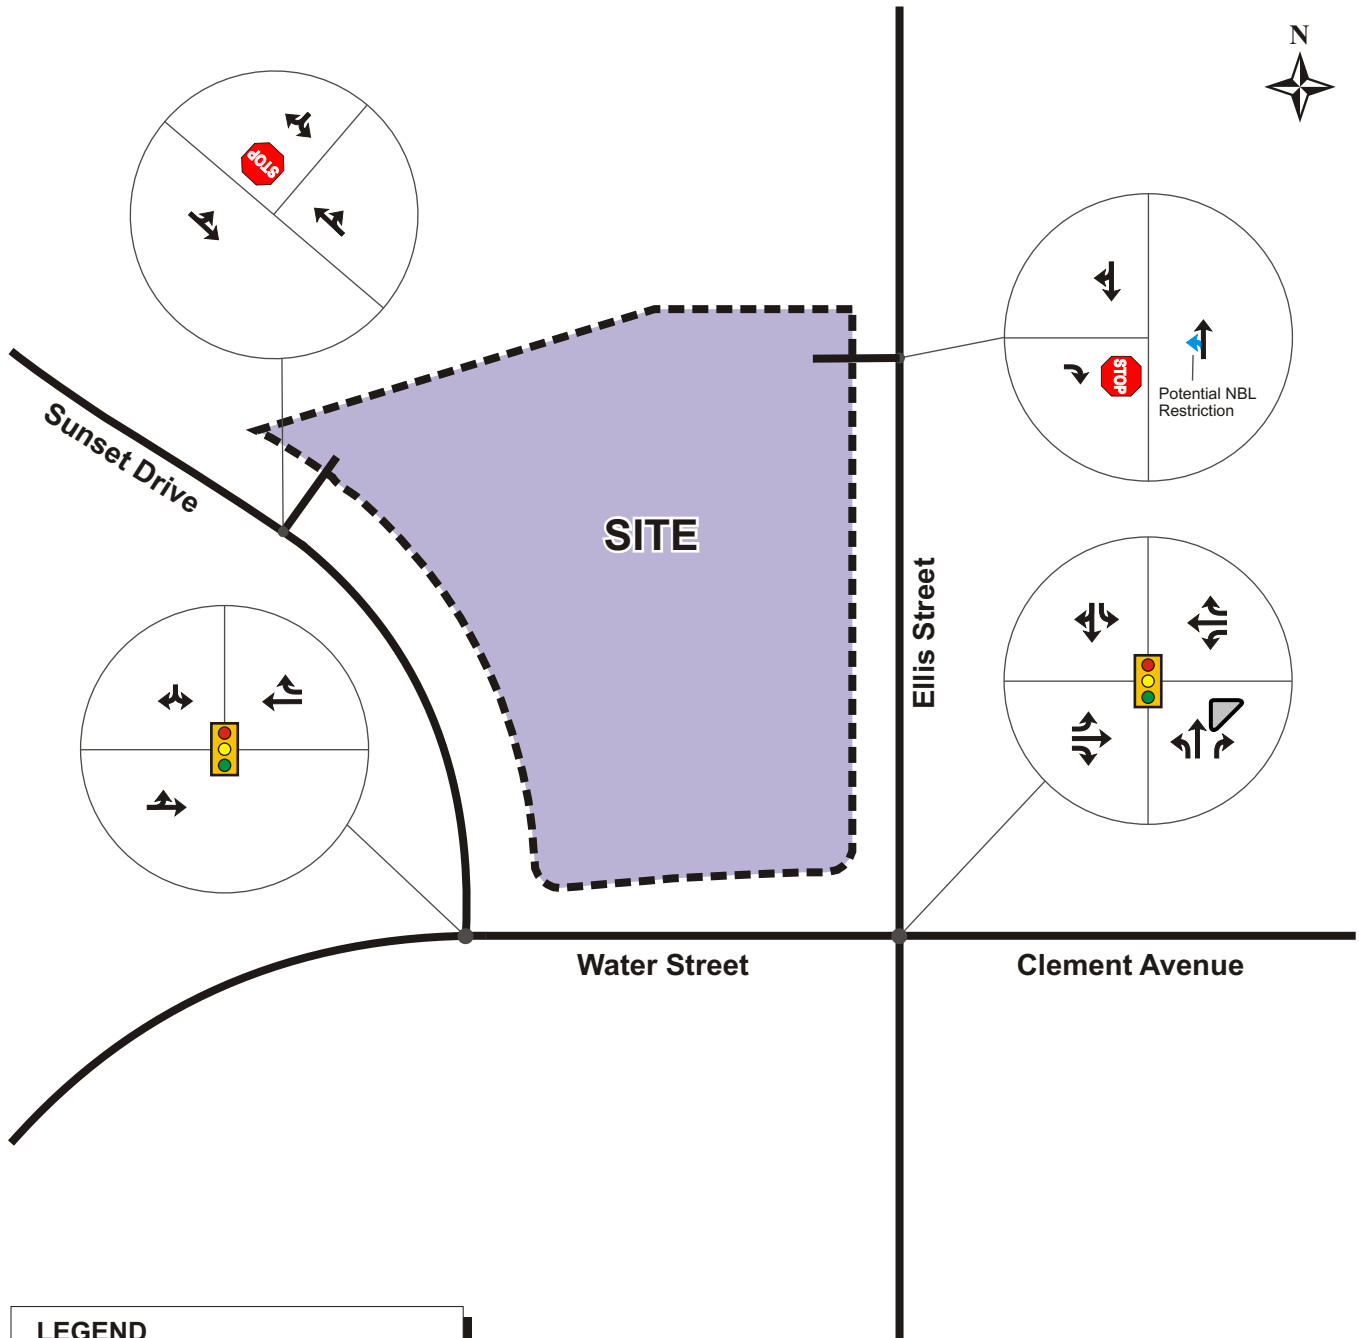 N
STOP
STOP
Potential NBL
Restriction
Sunset Drive
SITE
Ellis Street
Water Street
Clement Avenue
LEGEND